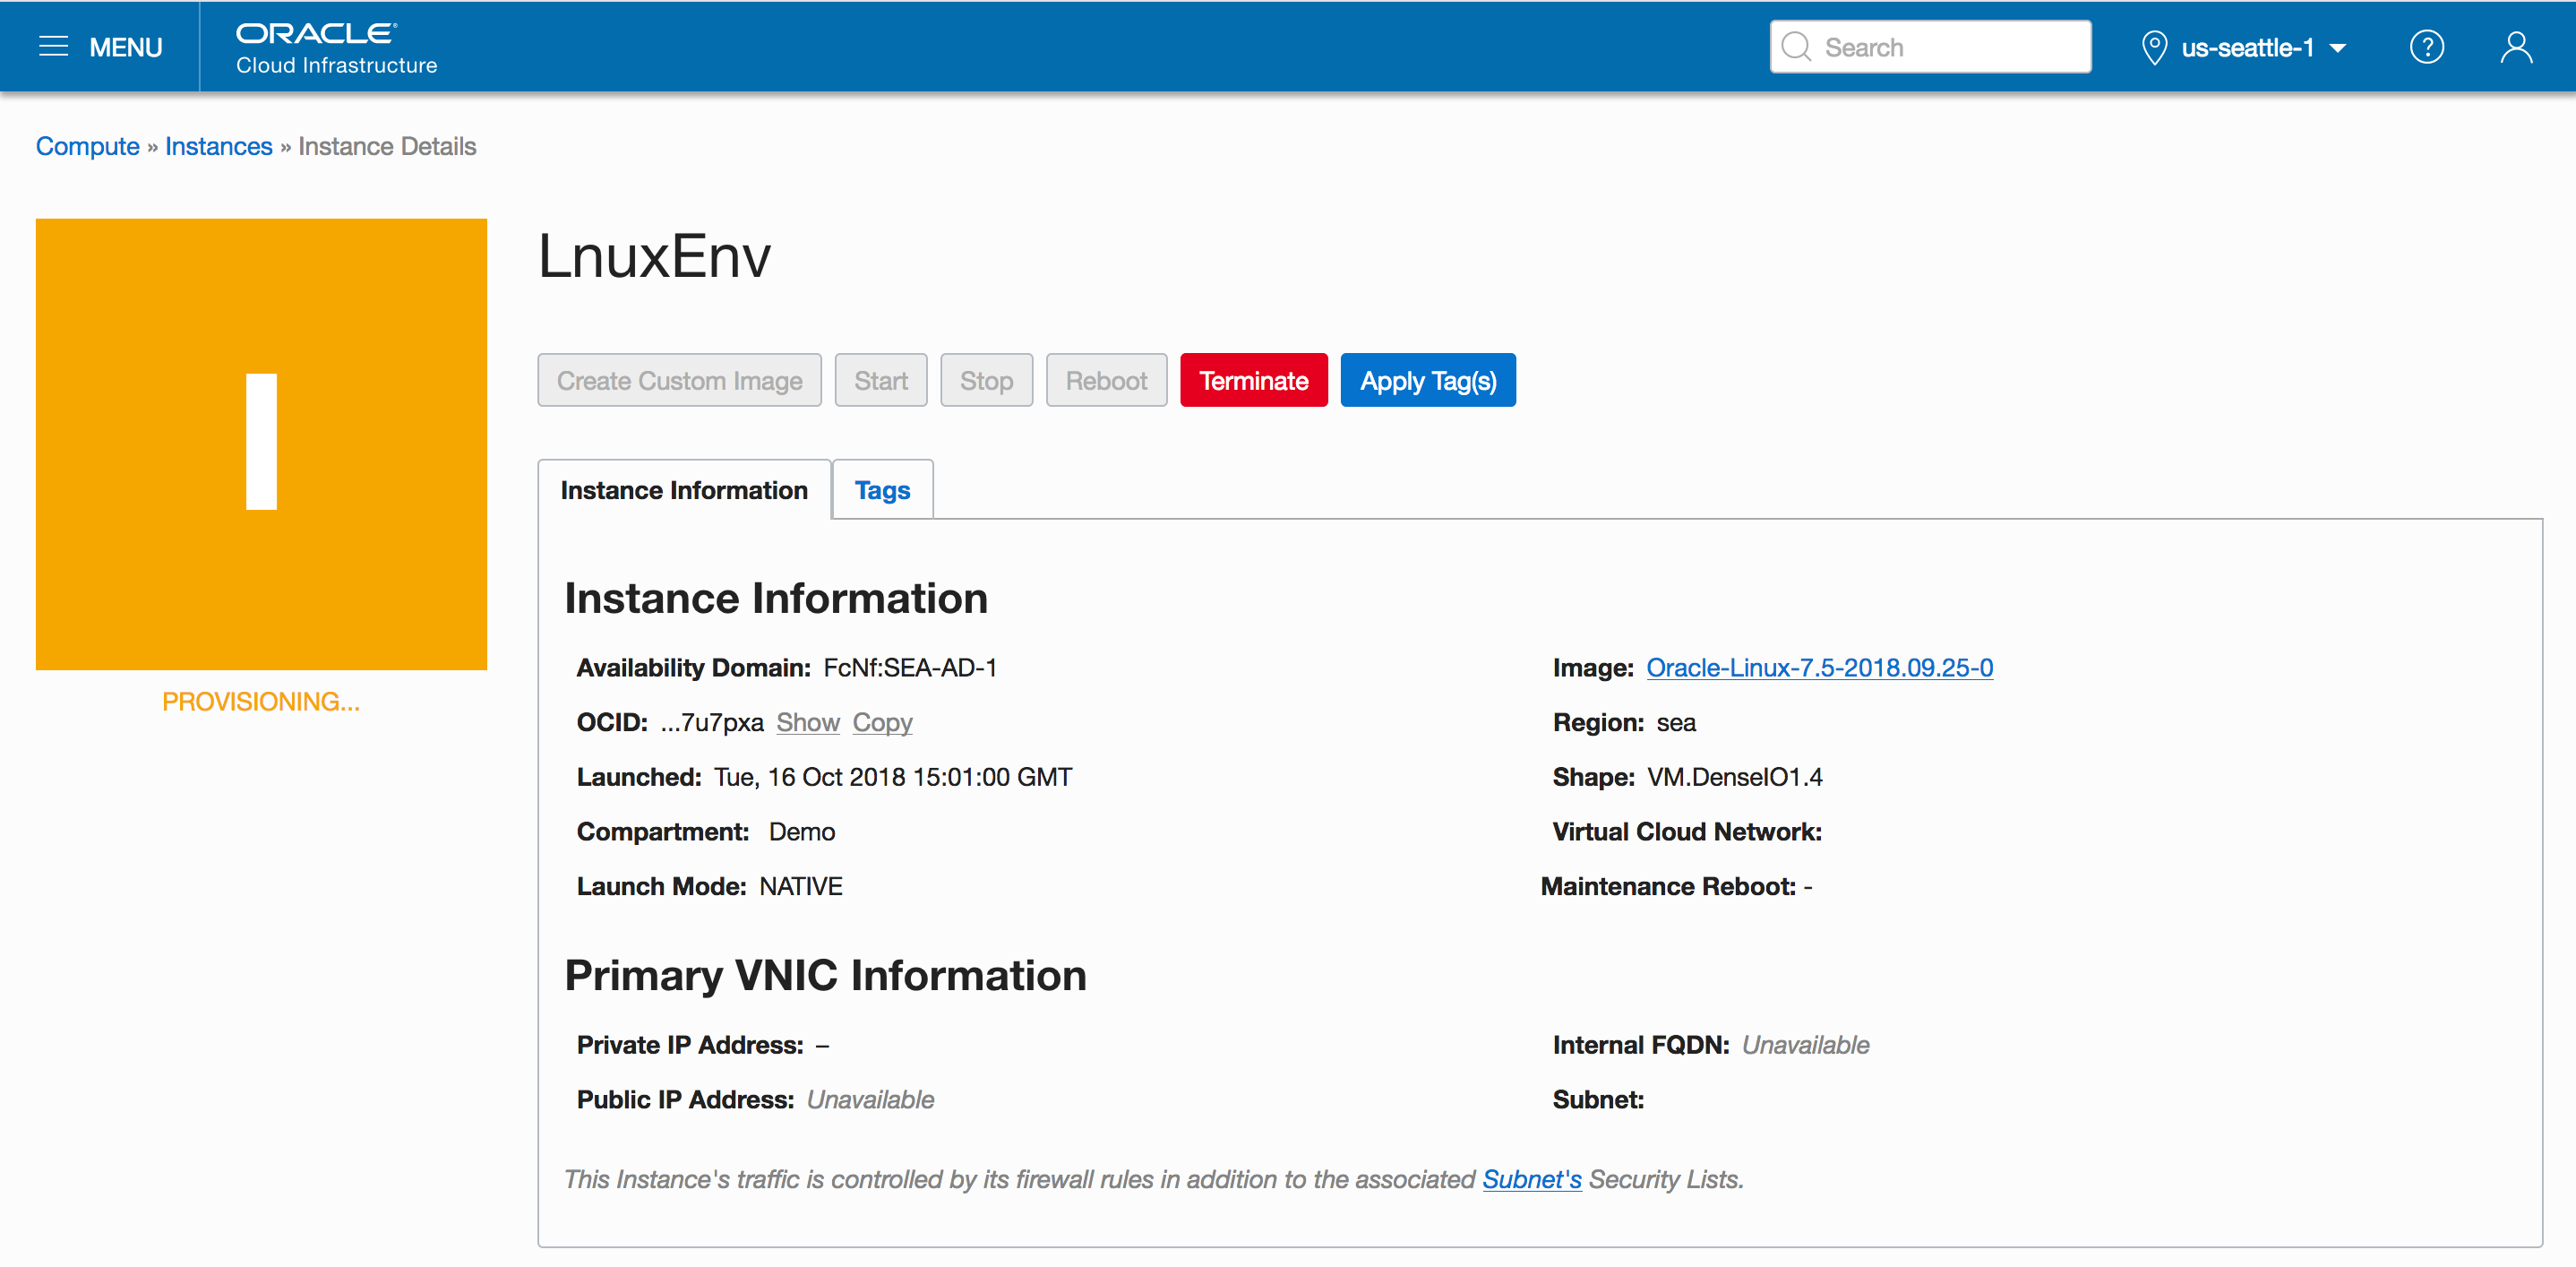 MENU
ORACLE®
Cloud Infrastructure
Search
us-seattle-1
?
Compute » Instances » Instance Details
I
PROVISIONING...
LnuxEnv
Create Custom Image Start Stop Reboot Terminate Apply Tag(s)
Instance Information Tags
Instance Information
Availability Domain: FcNf:SEA-AD-1
OCID: ...7u7pxa Show Copy
Launched: Tue, 16 Oct 2018 15:01:00 GMT
Compartment: Demo
Launch Mode: NATIVE
Image: Oracle-Linux-7.5-2018.09.25-0
Region: sea
Shape: VM.DenseIO1.4
Virtual Cloud Network:
Maintenance Reboot: -
Primary VNIC Information
Private IP Address: –
Public IP Address: Unavailable
Internal FQDN: Unavailable
Subnet:
This Instance's traffic is controlled by its firewall rules in addition to the associated Subnet's Security Lists.